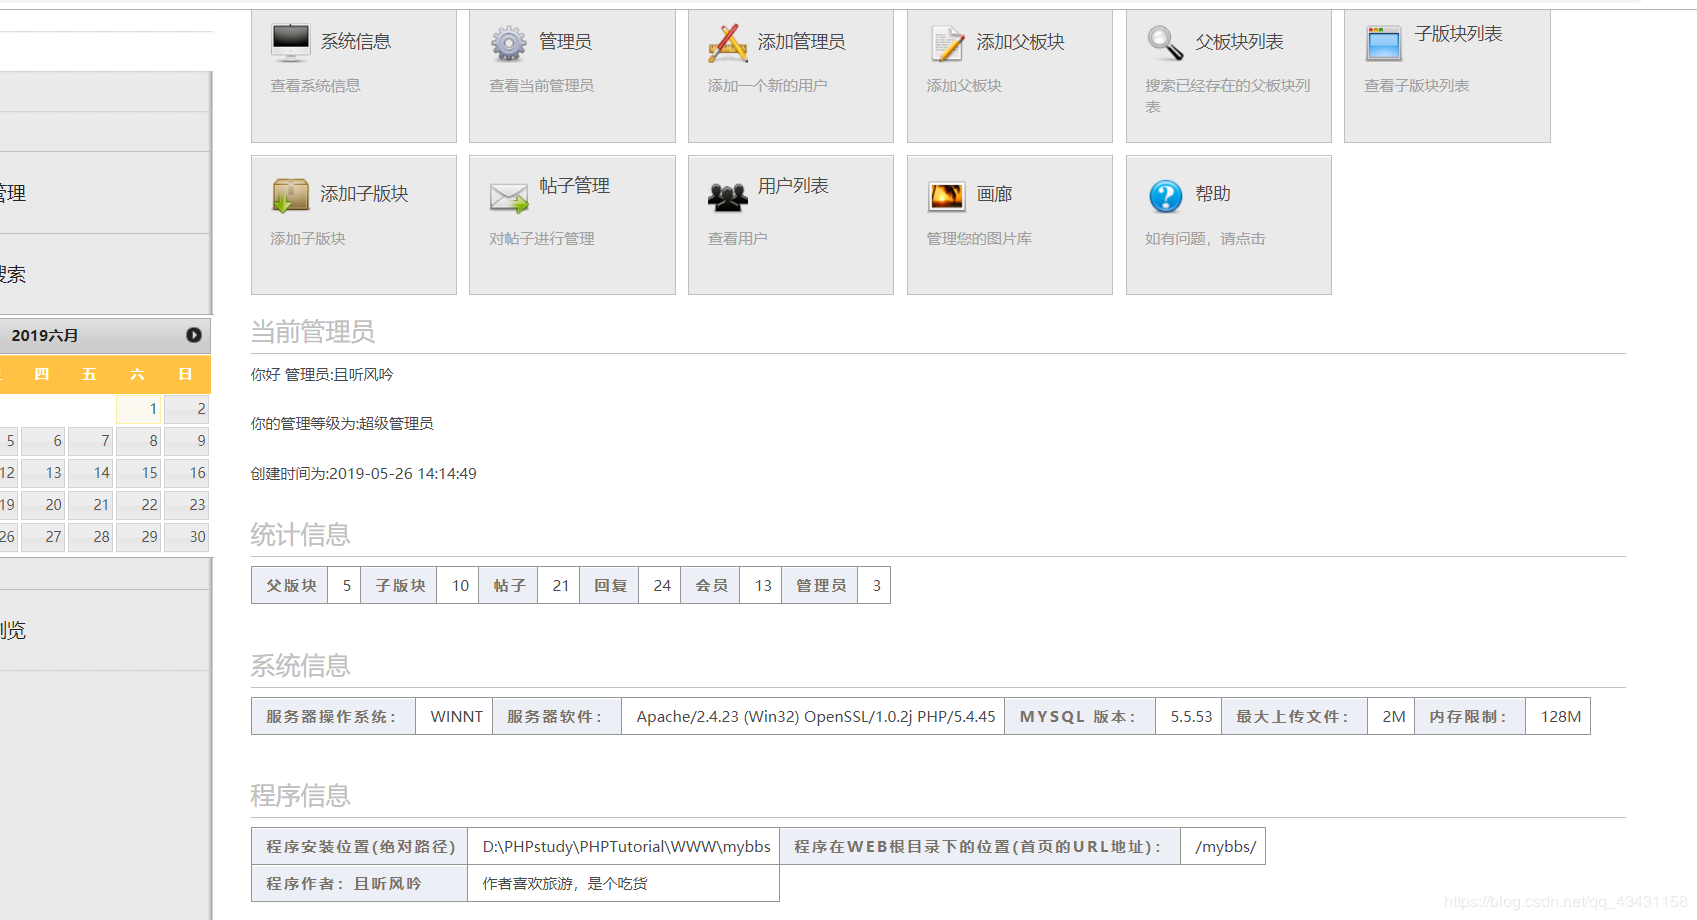 系统信息
查看系统信息
管理员
查看当前管理员
添加管理员
添加一个新的用户
添加父板块
添加父板块
父板块列表
搜索已经存在的父板块列
表
子版块列表
查看子版块列表
添加子版块
添加子版块
帖子管理
对帖子进行管理
用户列表
查看用户
画廊
管理您的图片库
帮助
如有问题，请点击
管理
搜索
2019六月
四 五 六 日
1 2
5 6 7 8 9
12 13 14 15 16
19 20 21 22 23
26 27 28 29 30
浏览
当前管理员
你好 管理员:且听风吟
你的管理等级为:超级管理员
创建时间为:2019-05-26 14:14:49
统计信息
父版块 5 子版块 10 帖子 21 回复 24 会员 13 管理员 3
系统信息
服务器操作系统： WINNT 服务器软件： Apache/2.4.23 (Win32) OpenSSL/1.0.2j PHP/5.4.45 MYSQL 版本： 5.5.53 最大上传文件： 2M 内存限制： 128M
程序信息
程序安装位置(绝对路径) D:\PHPstudy\PHPTutorial\WWW\mybbs 程序在WEB根目录下的位置(首页的URL地址)： /mybbs/
程序作者：且听风吟 作者喜欢旅游，是个吃货
https://blog.csdn.net/qq_43431158